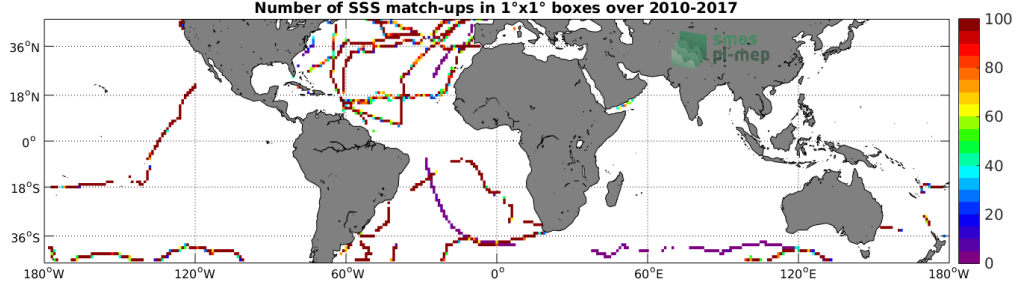 Number of SSS match-ups in 1°x1° boxes over 2010-2017
smos
pi-mep
36°N
18°N
0°
18°S
36°S
180°W 120°W 60°W 0° 60°E 120°E 180°W
100
80
60
40
20
0